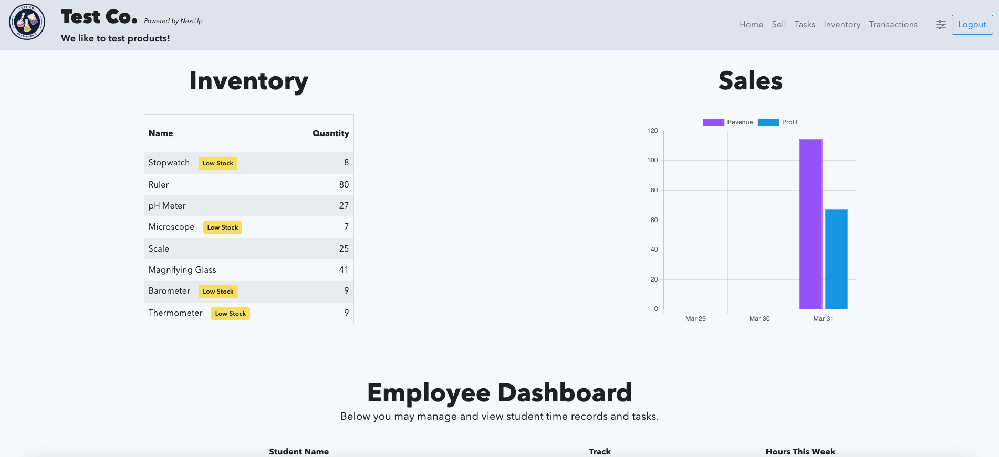 TEST CO.
GALESBURG IL
Test Co. Powered by NextUp
We like to test products!
Home Sell Tasks Inventory Transactions Logout
Inventory
Name Quantity
Stopwatch Low Stock 8
Ruler 80
pH Meter 27
Microscope Low Stock 7
Scale 25
Magnifying Glass 41
Barometer Low Stock 9
Thermometer Low Stock 9
Sales
Revenue Profit
120
100
80
60
40
20
0
Mar 29 Mar 30 Mar 31
Employee Dashboard
Below you may manage and view student time records and tasks.
Student Name Track Hours This Week